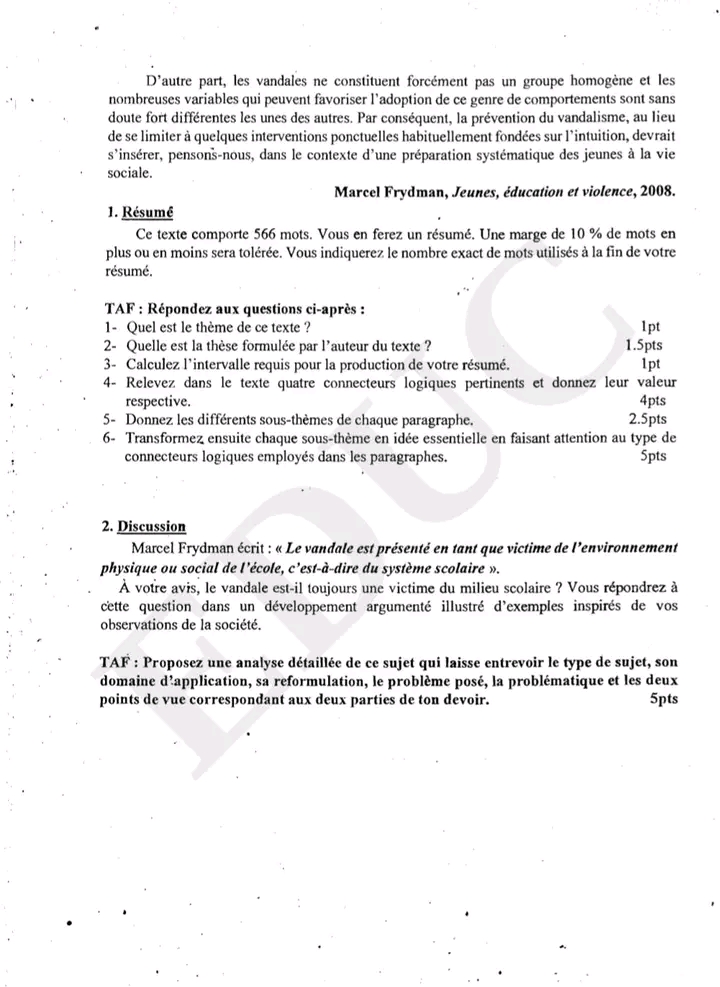 D'autre part, les vandales ne constituent forcément pas un groupe homogène et les
nombreuses variables qui peuvent favoriser l'adoption de ce genre de comportements sont sans
doute fort différentes les unes des autres. Par conséquent, la prévention du vandalisme, au lieu
de se limiter à quelques interventions ponctuelles habituellement fondées sur l'intuition, devrait
s'insérer, pensons-nous, dans le contexte d'une préparation systématique des jeunes à la vie
sociale.
Marcel Frydman, Jeunes, éducation et violence, 2008.
1. Résumé
Ce texte comporte 566 mots. Vous en ferez un résumé. Une marge de 10 % de mots en
plus ou en moins sera tolérée. Vous indiquerez le nombre exact de mots utilisés à la fin de votre
résumé.
TAF : Répondez aux questions ci-après :
1- Quel est le thème de ce texte ? 1pt
2- Quelle est la thèse formulée par l'auteur du texte ? 1.5pts
3- Calculez l'intervalle requis pour la production de votre résumé. 1pt
4- Relevez dans le texte quatre connecteurs logiques pertinents et donnez leur valeur
respective. 4pts
5- Donnez les différents sous-thèmes de chaque paragraphe. 2.5pts
6- Transformez ensuite chaque sous-thème en idée essentielle en faisant attention au type de
connecteurs logiques employés dans les paragraphes. 5pts
2. Discussion
Marcel Frydman écrit : « Le vandale est présenté en tant que victime de l'environnement
physique ou social de l'école, c'est-à-dire du système scolaire ».
À votre avis, le vandale est-il toujours une victime du milieu scolaire ? Vous répondrez à
cette question dans un développement argumenté illustré d'exemples inspirés de vos
observations de la société.
TAF : Proposez une analyse détaillée de ce sujet qui laisse entrevoir le type de sujet, son
domaine d'application, sa reformulation, le problème posé, la problématique et les deux
points de vue correspondant aux deux parties de ton devoir. 5pts
EDUC